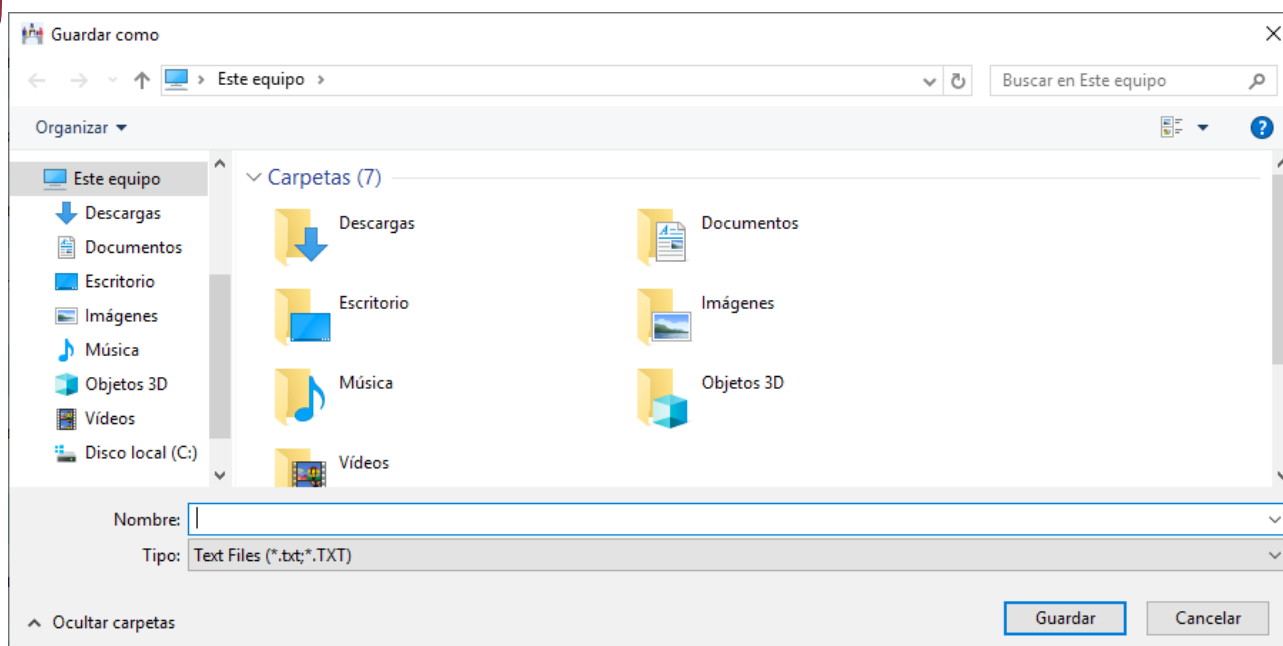 Guardar como
Este equipo
Buscar en Este equipo
Organizar
Este equipo
Descargas
Documentos
Escritorio
Imágenes
Música
Objetos 3D
Vídeos
Disco local (C:)
Carpetas (7)
Descargas
Documentos
Escritorio
Imágenes
Música
Objetos 3D
Vídeos
Nombre:
Tipo: Text Files (*.txt;*.TXT)
Ocultar carpetas
Guardar
Cancelar